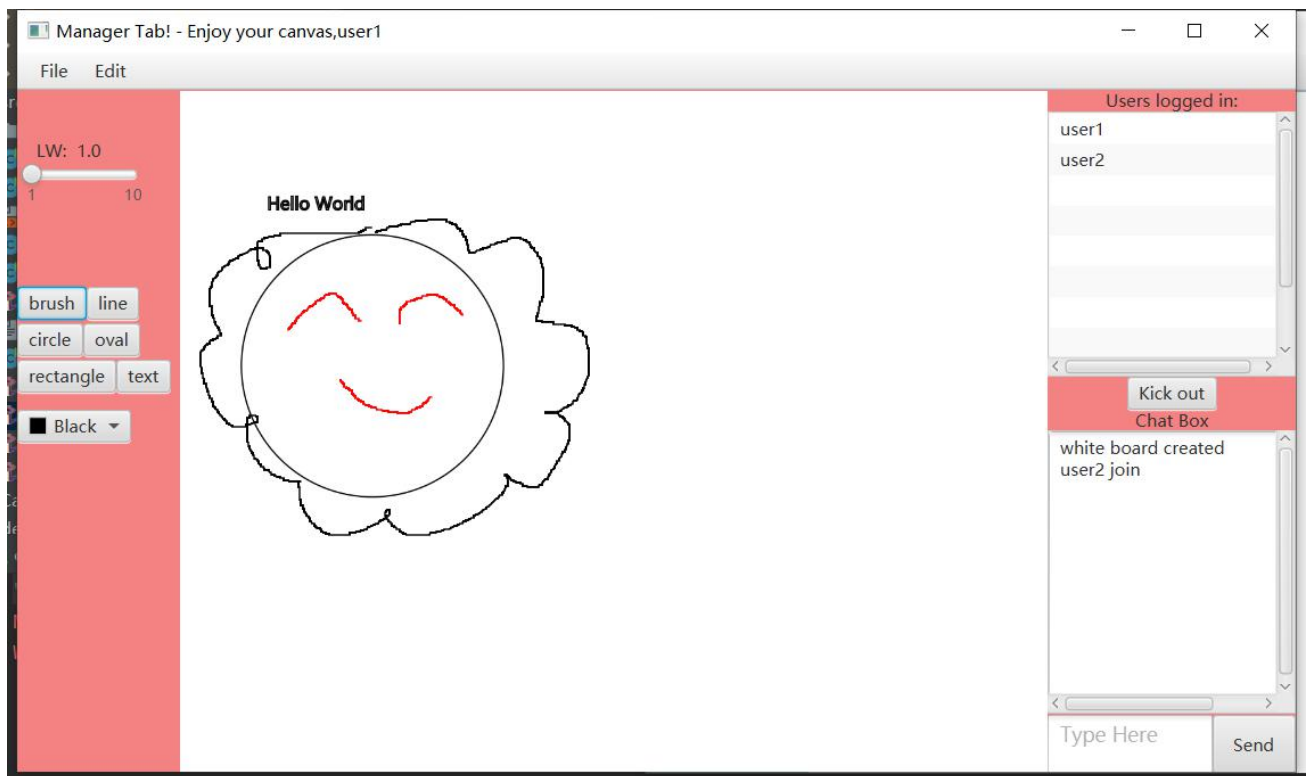 Manager Tab! - Enjoy your canvas,user1
File Edit
LW: 1.0
1 10
brush line
circle oval
rectangle text
Black
Hello World
Users logged in:
user1
user2
Kick out
Chat Box
white board created
user2 join
Type Here
Send